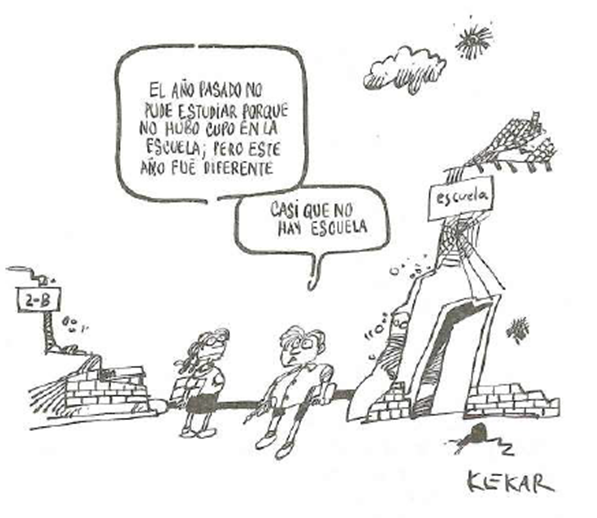 EL AÑO PASADO NO
PUDE ESTUDIAR PORQUE
NO HUBO CUPO EN LA
ESCUELA; PERO ESTE
AÑO FUÉ DIFERENTE
CASI QUE NO
HAY ESCUELA
escuela
2-B
KEKAR